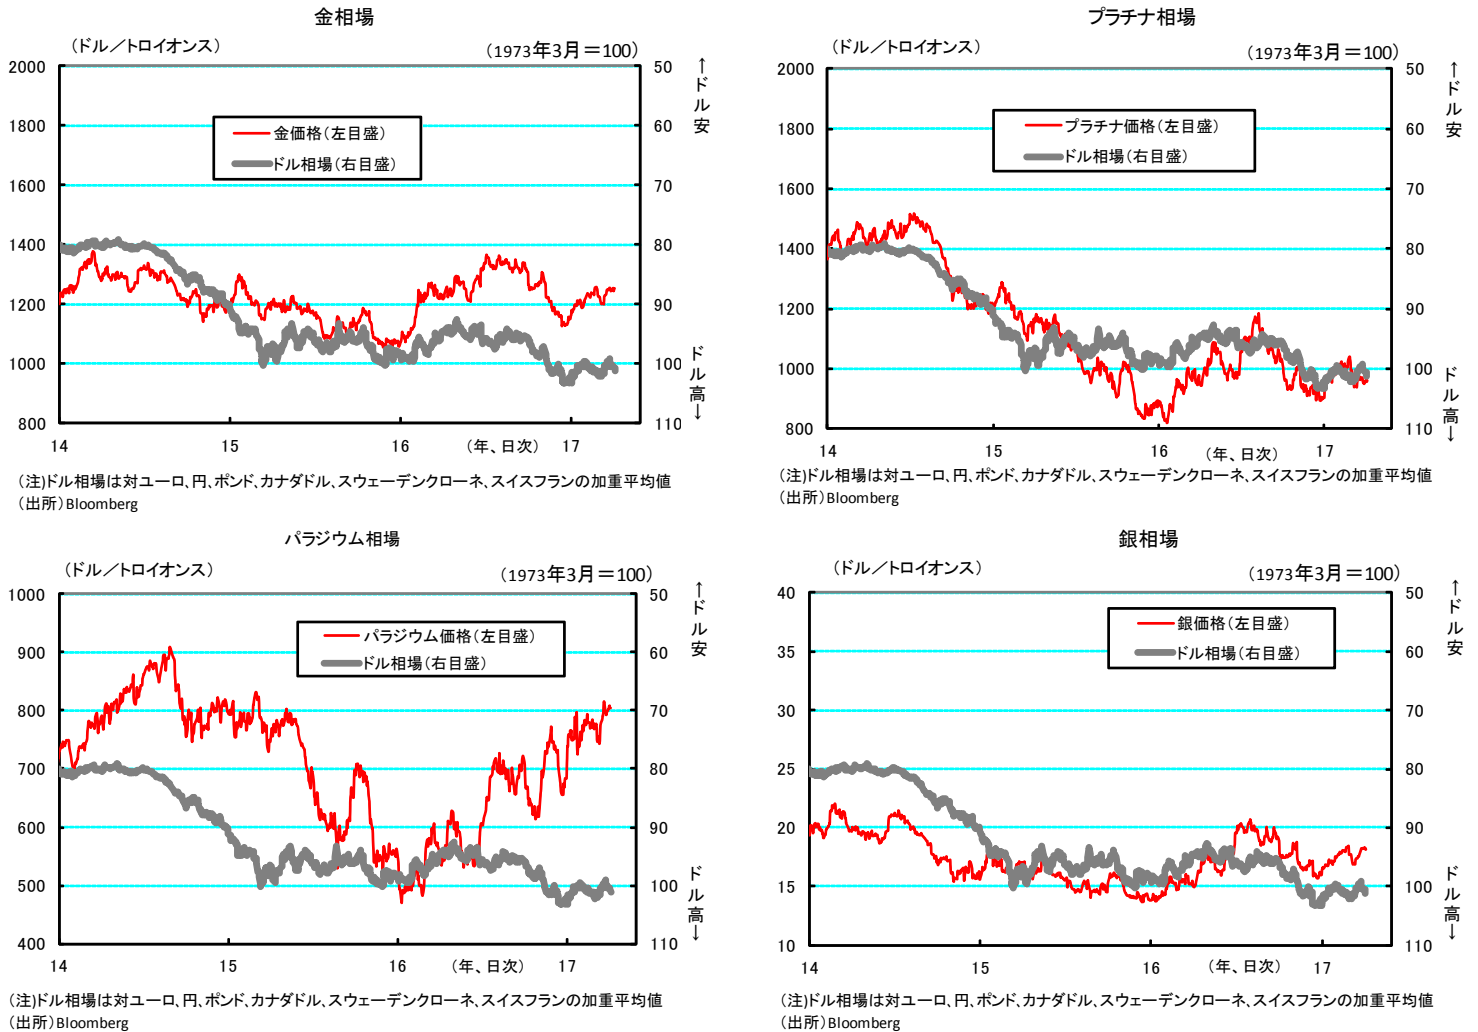 金相場
(ドル／トロイオンス)
(1973年3月＝100)
2000
1800
1600
1400
1200
1000
800
50
60
70
80
90
100
110
↑ドル安
ドル高↓
金価格(左目盛)
ドル相場(右目盛)
14
15
16
(年、日次)
17
(注)ドル相場は対ユーロ、円、ポンド、カナダドル、スウェーデンクローネ、スイスフランの加重平均値
(出所)Bloomberg
プラチナ相場
(ドル／トロイオンス)
(1973年3月＝100)
2000
1800
1600
1400
1200
1000
800
50
60
70
80
90
100
110
↑ドル安
ドル高↓
プラチナ価格(左目盛)
ドル相場(右目盛)
14
15
16
(年、日次)
17
(注)ドル相場は対ユーロ、円、ポンド、カナダドル、スウェーデンクローネ、スイスフランの加重平均値
(出所)Bloomberg
パラジウム相場
(ドル/トロイオンス)
(1973年3月＝100)
1000
900
800
700
600
500
400
50
60
70
80
90
100
110
↑ドル安
ドル高↓
パラジウム価格(左目盛)
ドル相場(右目盛)
14
15
16
(年、日次)
17
(注)ドル相場は対ユーロ、円、ポンド、カナダドル、スウェーデンクローネ、スイスフランの加重平均値
(出所)Bloomberg
銀相場
(ドル／トロイオンス)
(1973年3月＝100)
40
35
30
25
20
15
10
50
60
70
80
90
100
110
↑ドル安
ドル高↓
銀価格(左目盛)
ドル相場(右目盛)
14
15
16
(年、日次)
17
(注)ドル相場は対ユーロ、円、ポンド、カナダドル、スウェーデンクローネ、スイスフランの加重平均値
(出所)Bloomberg